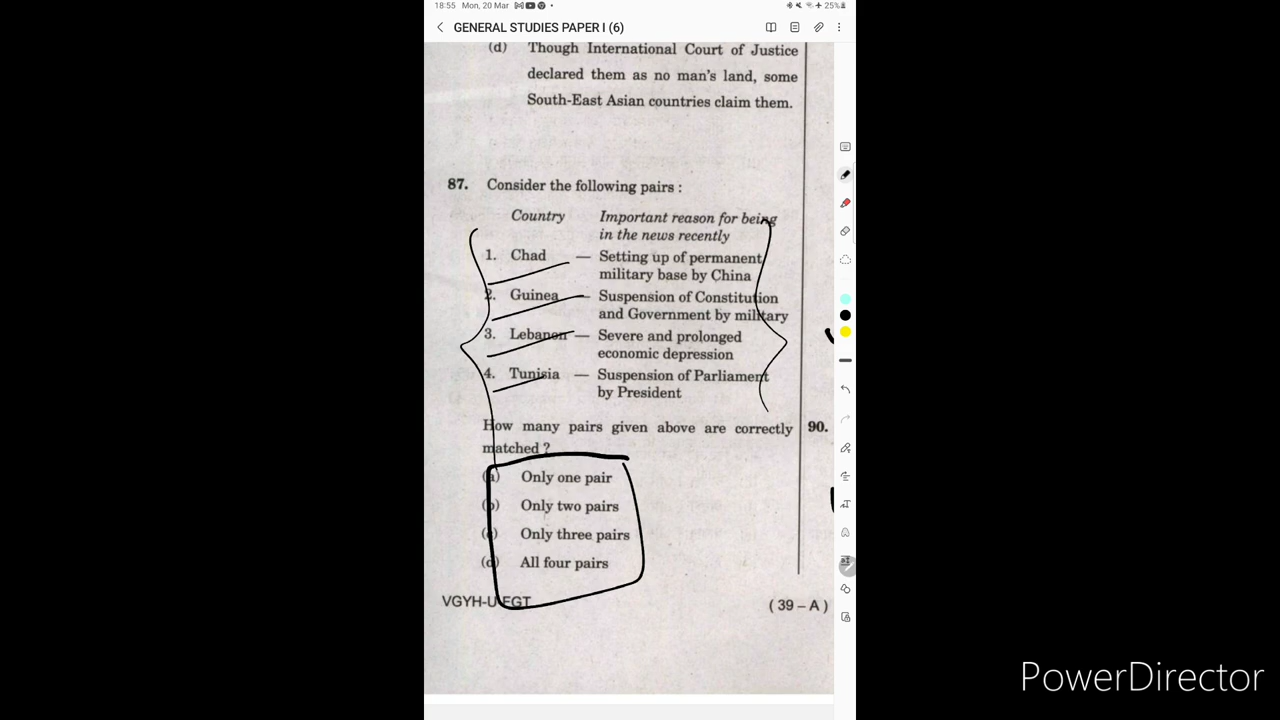 18:55 Mon, 20 Mar
25%
GENERAL STUDIES PAPER I (6)
(d) Though International Court of Justice
declared them as no man's land, some
South-East Asian countries claim them.
87. Consider the following pairs :
Country Important reason for being
in the news recently
1. Chad — Setting up of permanent
military base by China
2. Guinea — Suspension of Constitution
and Government by military
3. Lebanon — Severe and prolonged
economic depression
4. Tunisia — Suspension of Parliament
by President
How many pairs given above are correctly
matched ?
(a) Only one pair
(b) Only two pairs
(c) Only three pairs
(d) All four pairs
90.
VGYH-U-EGT
( 39 – A )
PowerDirector